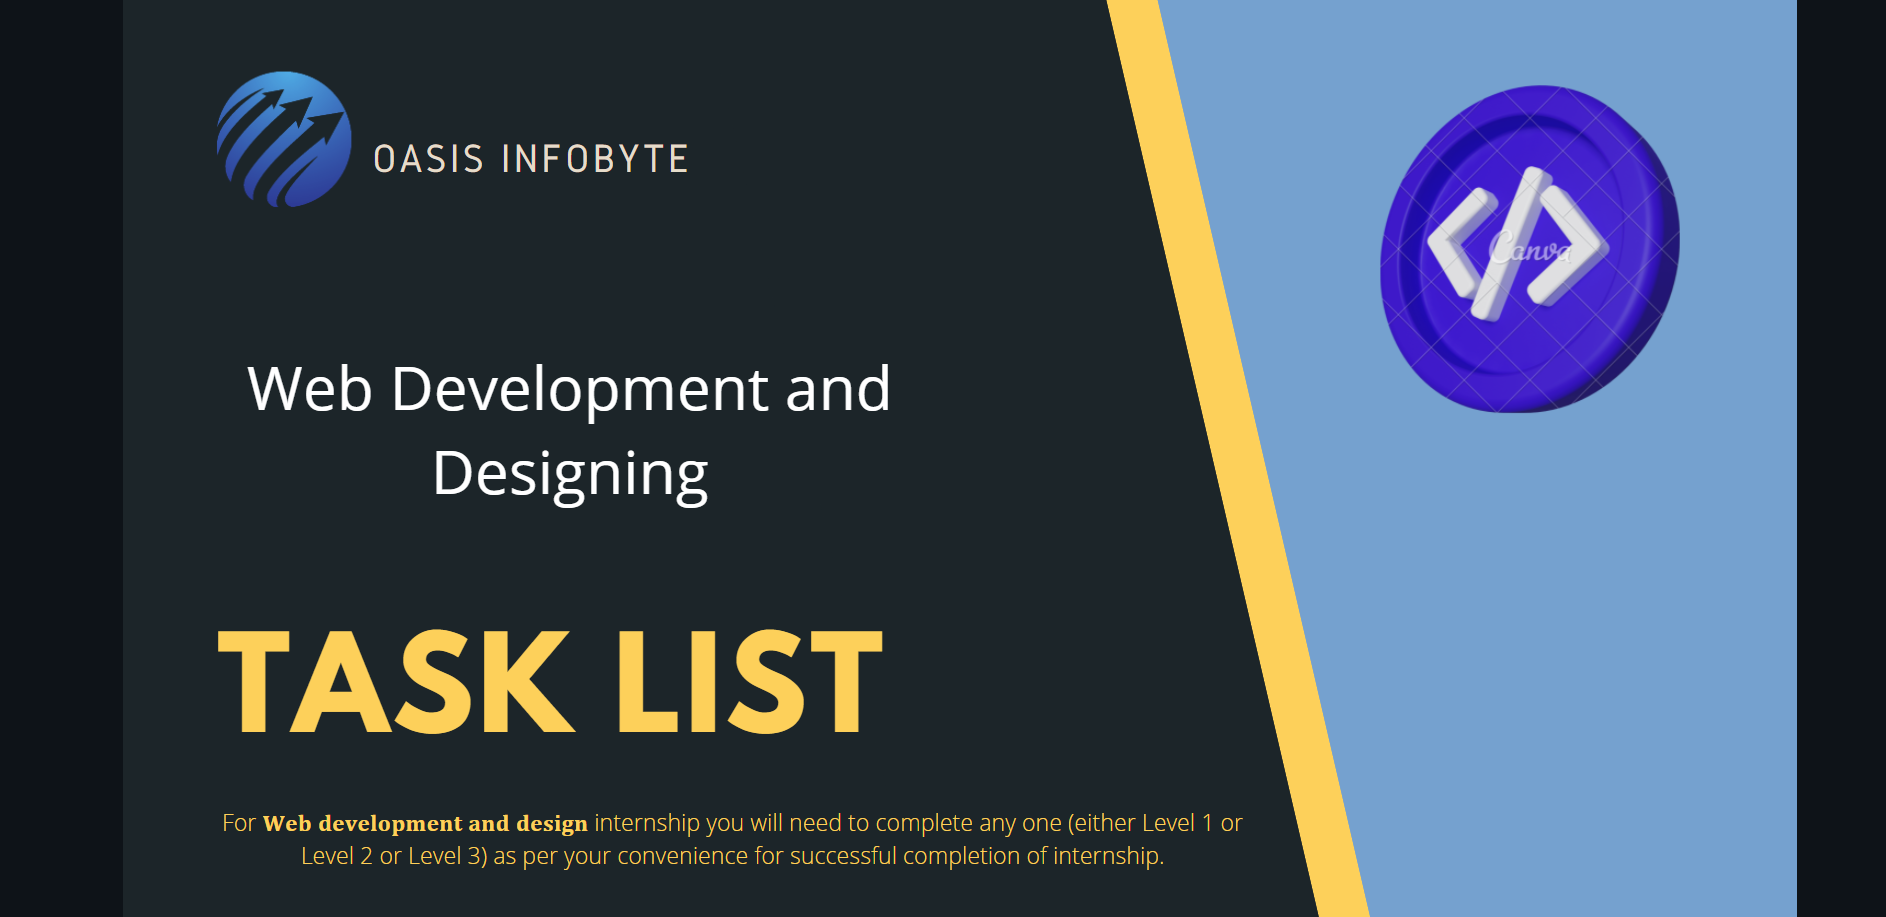 OASIS INFOBYTE
Canva
Web Development and
Designing
TASK LIST
For Web development and design internship you will need to complete any one (either Level 1 or
Level 2 or Level 3) as per your convenience for successful completion of internship.